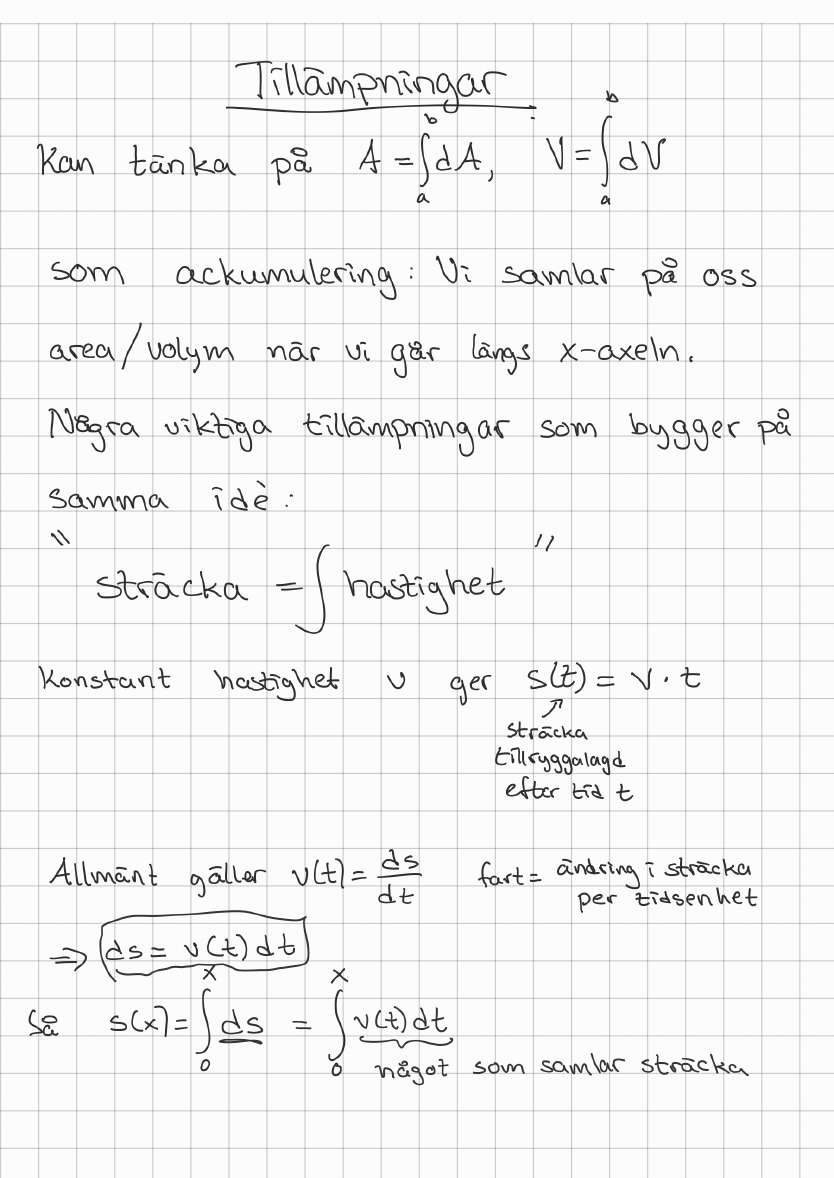 Tillämpningar
Kan tänka på A = ∫_a^b dA, V = ∫_a^b dV
som ackumulering: Vi samlar på oss
area/volym när vi går längs x-axeln.
Några viktiga tillämpningar som bygger på
samma idè:
"sträcka = ∫ hastighet"
Konstant hastighet v ger s(t) = v · t
↗
sträcka
tillryggalagd
efter tid t
Allmänt gäller v(t) = ds/dt fart = ändring i sträcka
per tidsenhet
⇒ ds = v(t) dt
Så s(x) = ∫_0^x ds = ∫_0^x v(t) dt
något som samlar sträcka